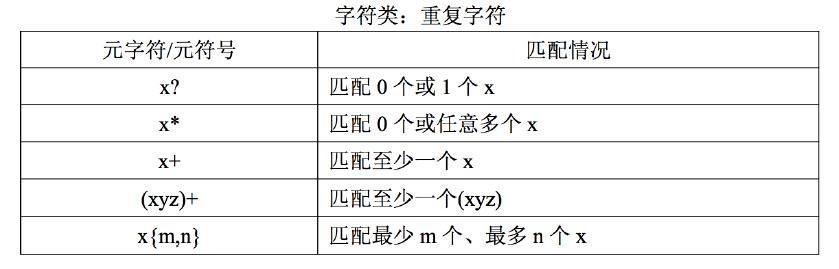 字符类：重复字符
元字符/元符号 匹配情况
x? 匹配 0 个或 1 个 x
x* 匹配 0 个或任意多个 x
x+ 匹配至少一个 x
(xyz)+ 匹配至少一个(xyz)
x{m,n} 匹配最少 m 个、最多 n 个 x